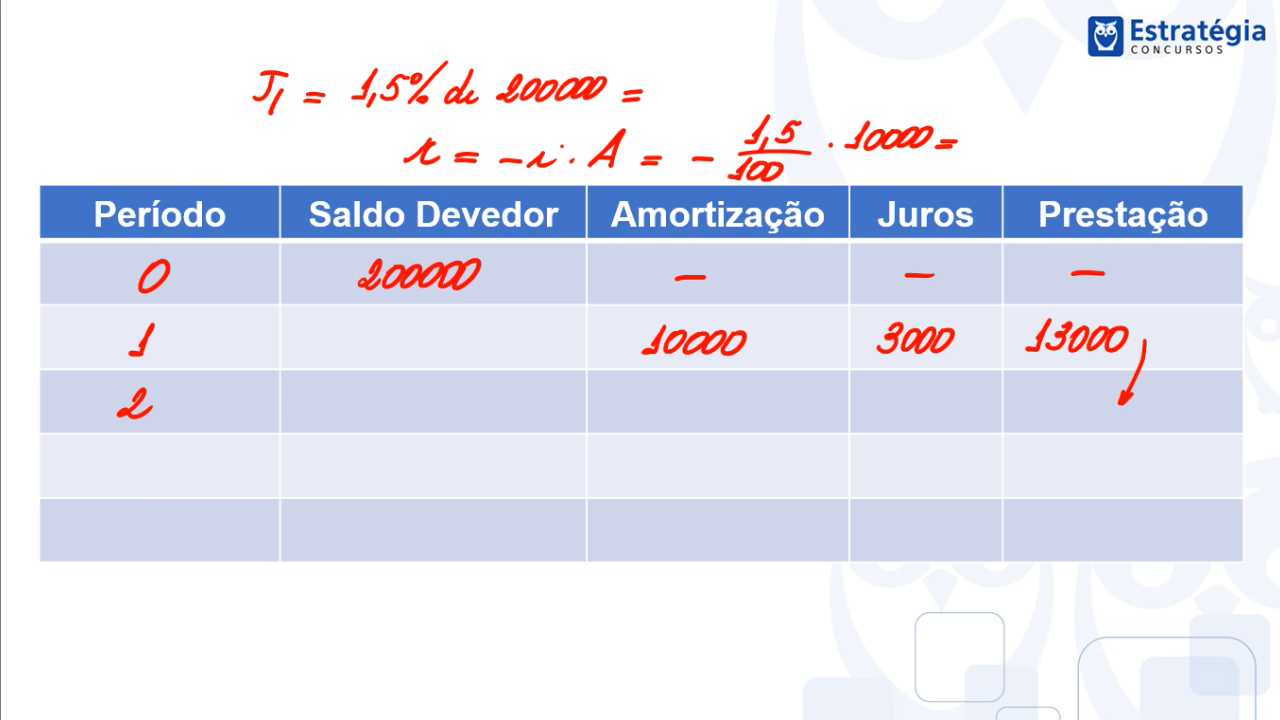 Estratégia
CONCURSOS
J₁ = 1,5% de 200000 =
r = -i · A = - 1,5/100 · 10000 =
Período Saldo Devedor Amortização Juros Prestação
0 200000 — — —
1 10000 3000 13000
2